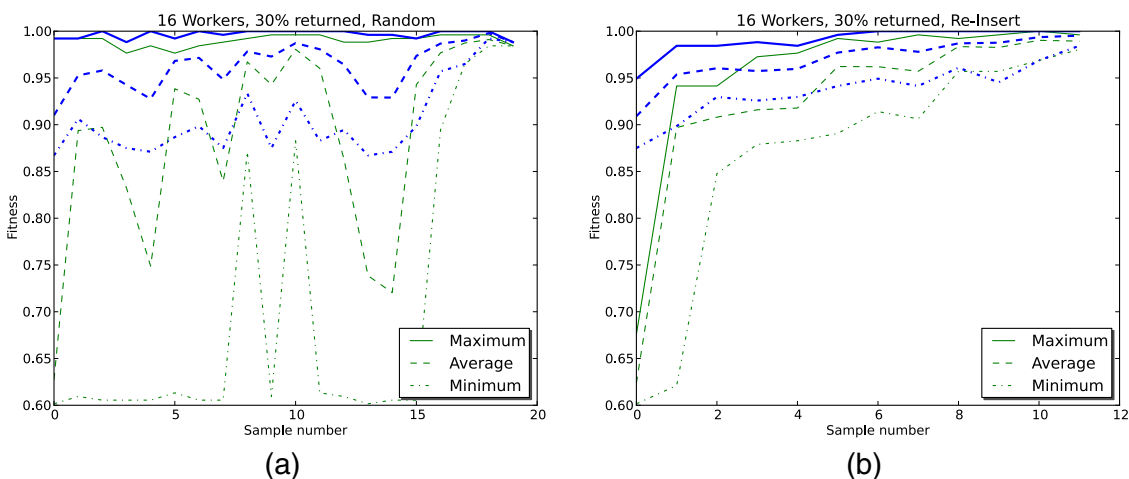 16 Workers, 30% returned, Random
1.00
0.95
0.90
0.85
0.80
0.75
0.70
0.65
0.60
Fitness
0
5
10
15
20
Sample number
Maximum
Average
Minimum
(a)
16 Workers, 30% returned, Re-Insert
1.00
0.95
0.90
0.85
0.80
0.75
0.70
0.65
0.60
Fitness
0
2
4
6
8
10
12
Sample number
Maximum
Average
Minimum
(b)